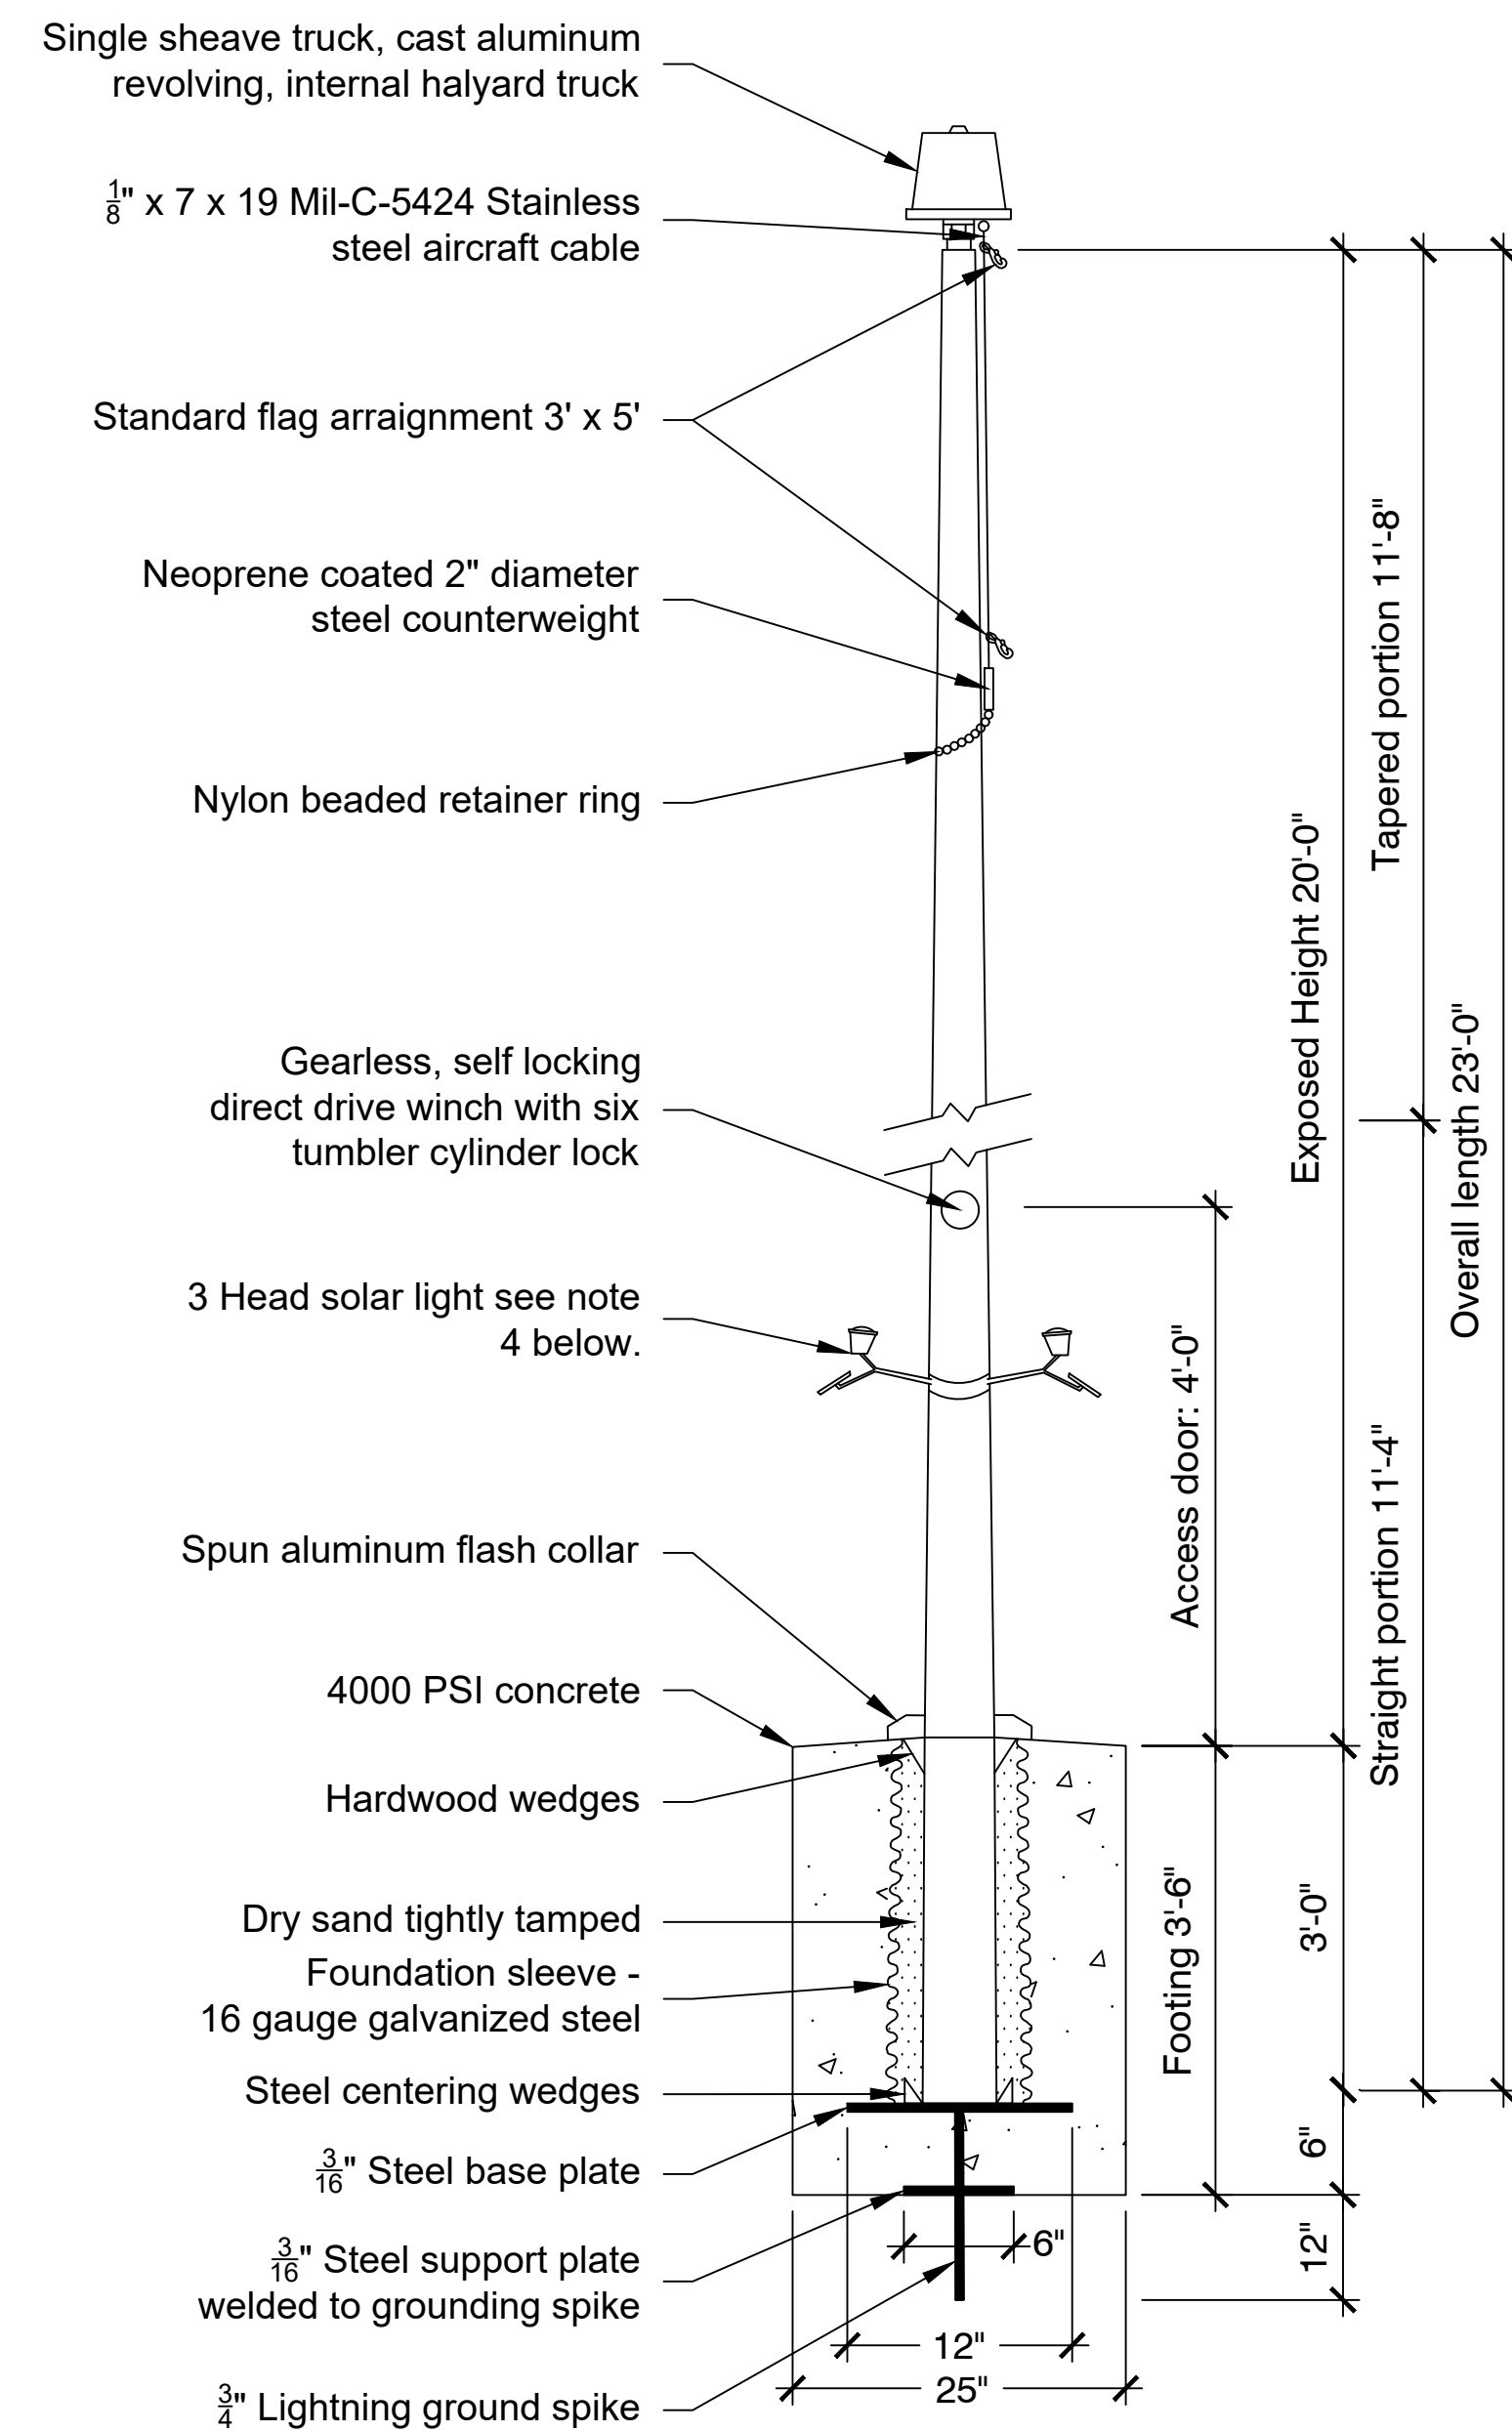 Single sheave truck, cast aluminum
revolving, internal halyard truck
1/8" x 7 x 19 Mil-C-5424 Stainless
steel aircraft cable
Standard flag arraignment 3' x 5'
Neoprene coated 2" diameter
steel counterweight
Nylon beaded retainer ring
Gearless, self locking
direct drive winch with six
tumbler cylinder lock
3 Head solar light see note
4 below.
Spun aluminum flash collar
4000 PSI concrete
Hardwood wedges
Dry sand tightly tamped
Foundation sleeve -
16 gauge galvanized steel
Steel centering wedges
3/16" Steel base plate
3/16" Steel support plate
welded to grounding spike
3/4" Lightning ground spike
Access door: 4'-0"
Footing 3'-6"
Exposed Height 20'-0"
3'-0"
6"
12"
Tapered portion 11'-8"
Straight portion 11'-4"
Overall length 23'-0"
6"
12"
25"